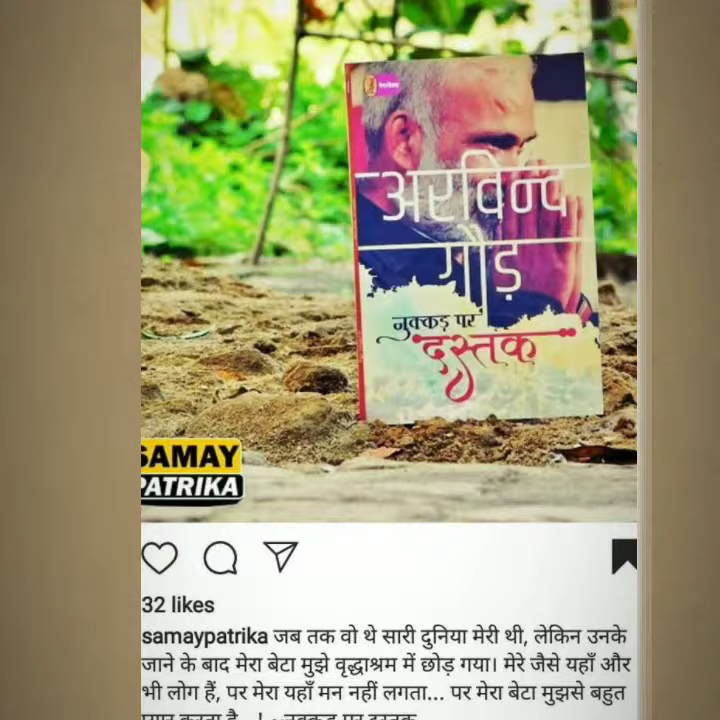 अरविन्द
गौड़
नुक्कड़ पर
दस्तक
SAMAY
PATRIKA
32 likes
samaypatrika जब तक वो थे सारी दुनिया मेरी थी, लेकिन उनके
जाने के बाद मेरा बेटा मुझे वृद्धाश्रम में छोड़ गया। मेरे जैसे यहाँ और
भी लोग हैं, पर मेरा यहाँ मन नहीं लगता... पर मेरा बेटा मुझसे बहुत